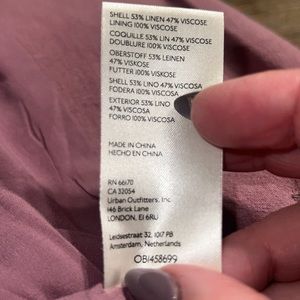 SHELL 53% LINEN 47% VISCOSE
LINING 100% VISCOSE
COQUILLE 53% LIN 47% VISCOSE
DOUBLURE 100% VISCOSE
OBERSTOFF 53% LEINEN
47% VISKOSE
FUTTER 100% VISKOSE
SHELL 53% LINO 47% VISCOSA
FODERA 100% VISCOSA
EXTERIOR 53% LINO
47% VISCOSA
FORRO 100% VISCOSA
MADE IN CHINA
HECHO EN CHINA
RN 66170
CA 32054
Urban Outfitters, Inc.
146 Brick Lane
LONDON, E1 6RU
Leidsestraat 32, 1017 PB
Amsterdam, Netherlands
OB1458699